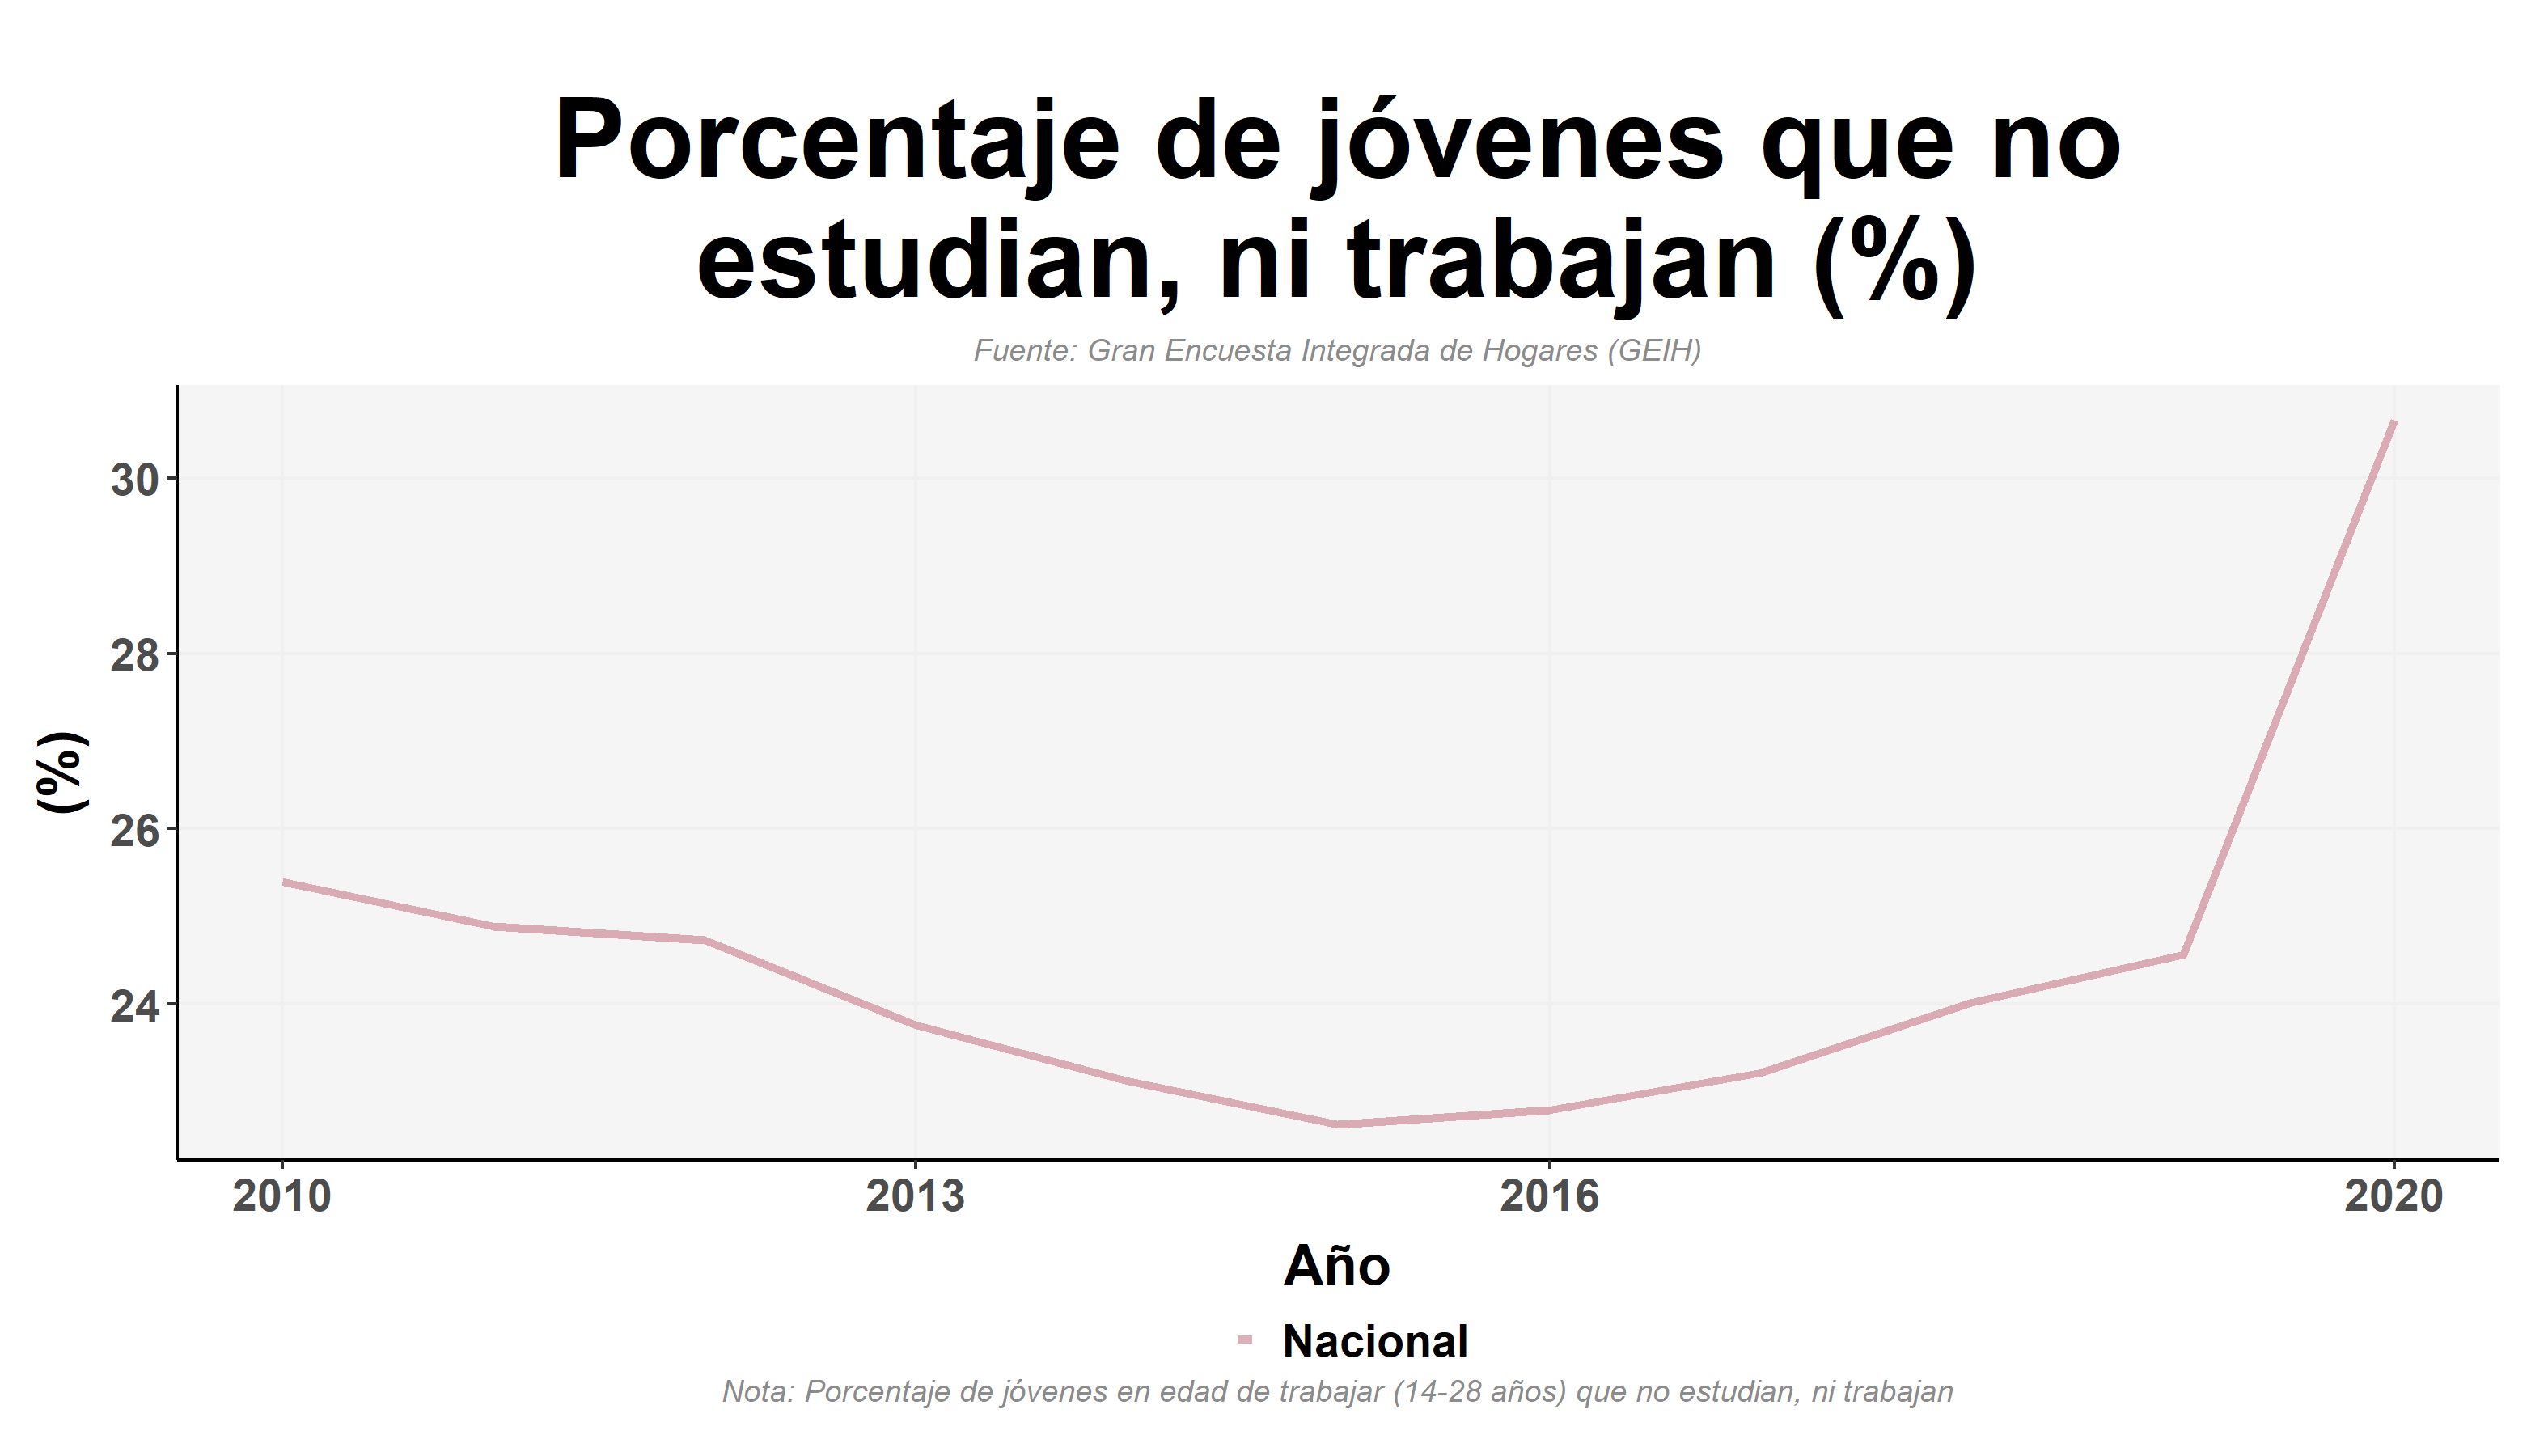 Porcentaje de jóvenes que no
estudian, ni trabajan (%)
Fuente: Gran Encuesta Integrada de Hogares (GEIH)
30
28
26
24
(%)
2010
2013
2016
2020
Año
Nacional
Nota: Porcentaje de jóvenes en edad de trabajar (14-28 años) que no estudian, ni trabajan